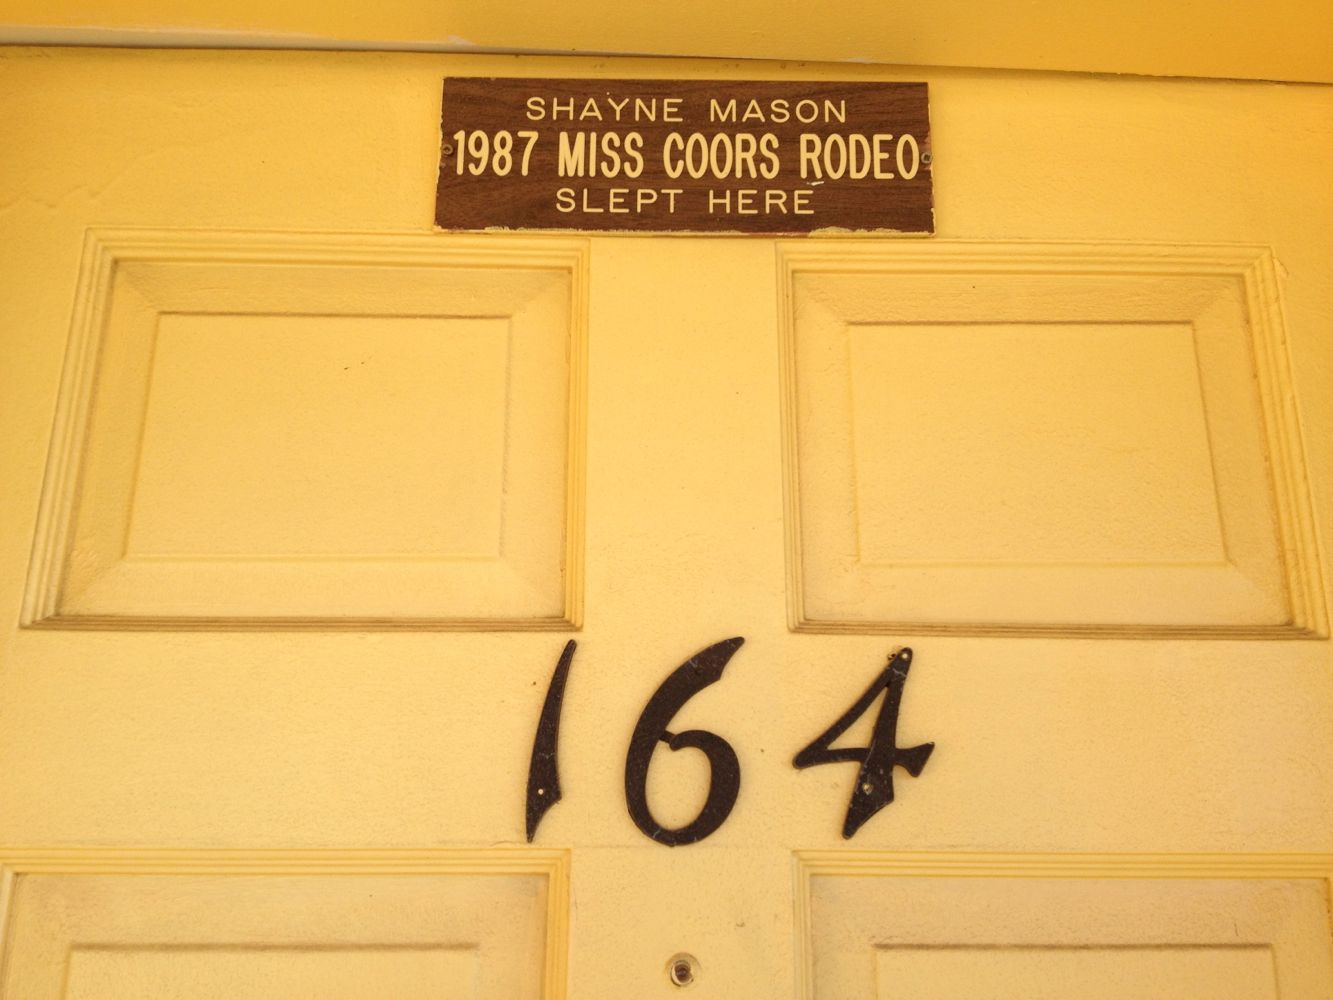 SHAYNE MASON
1987 MISS COORS RODEO
SLEPT HERE
164